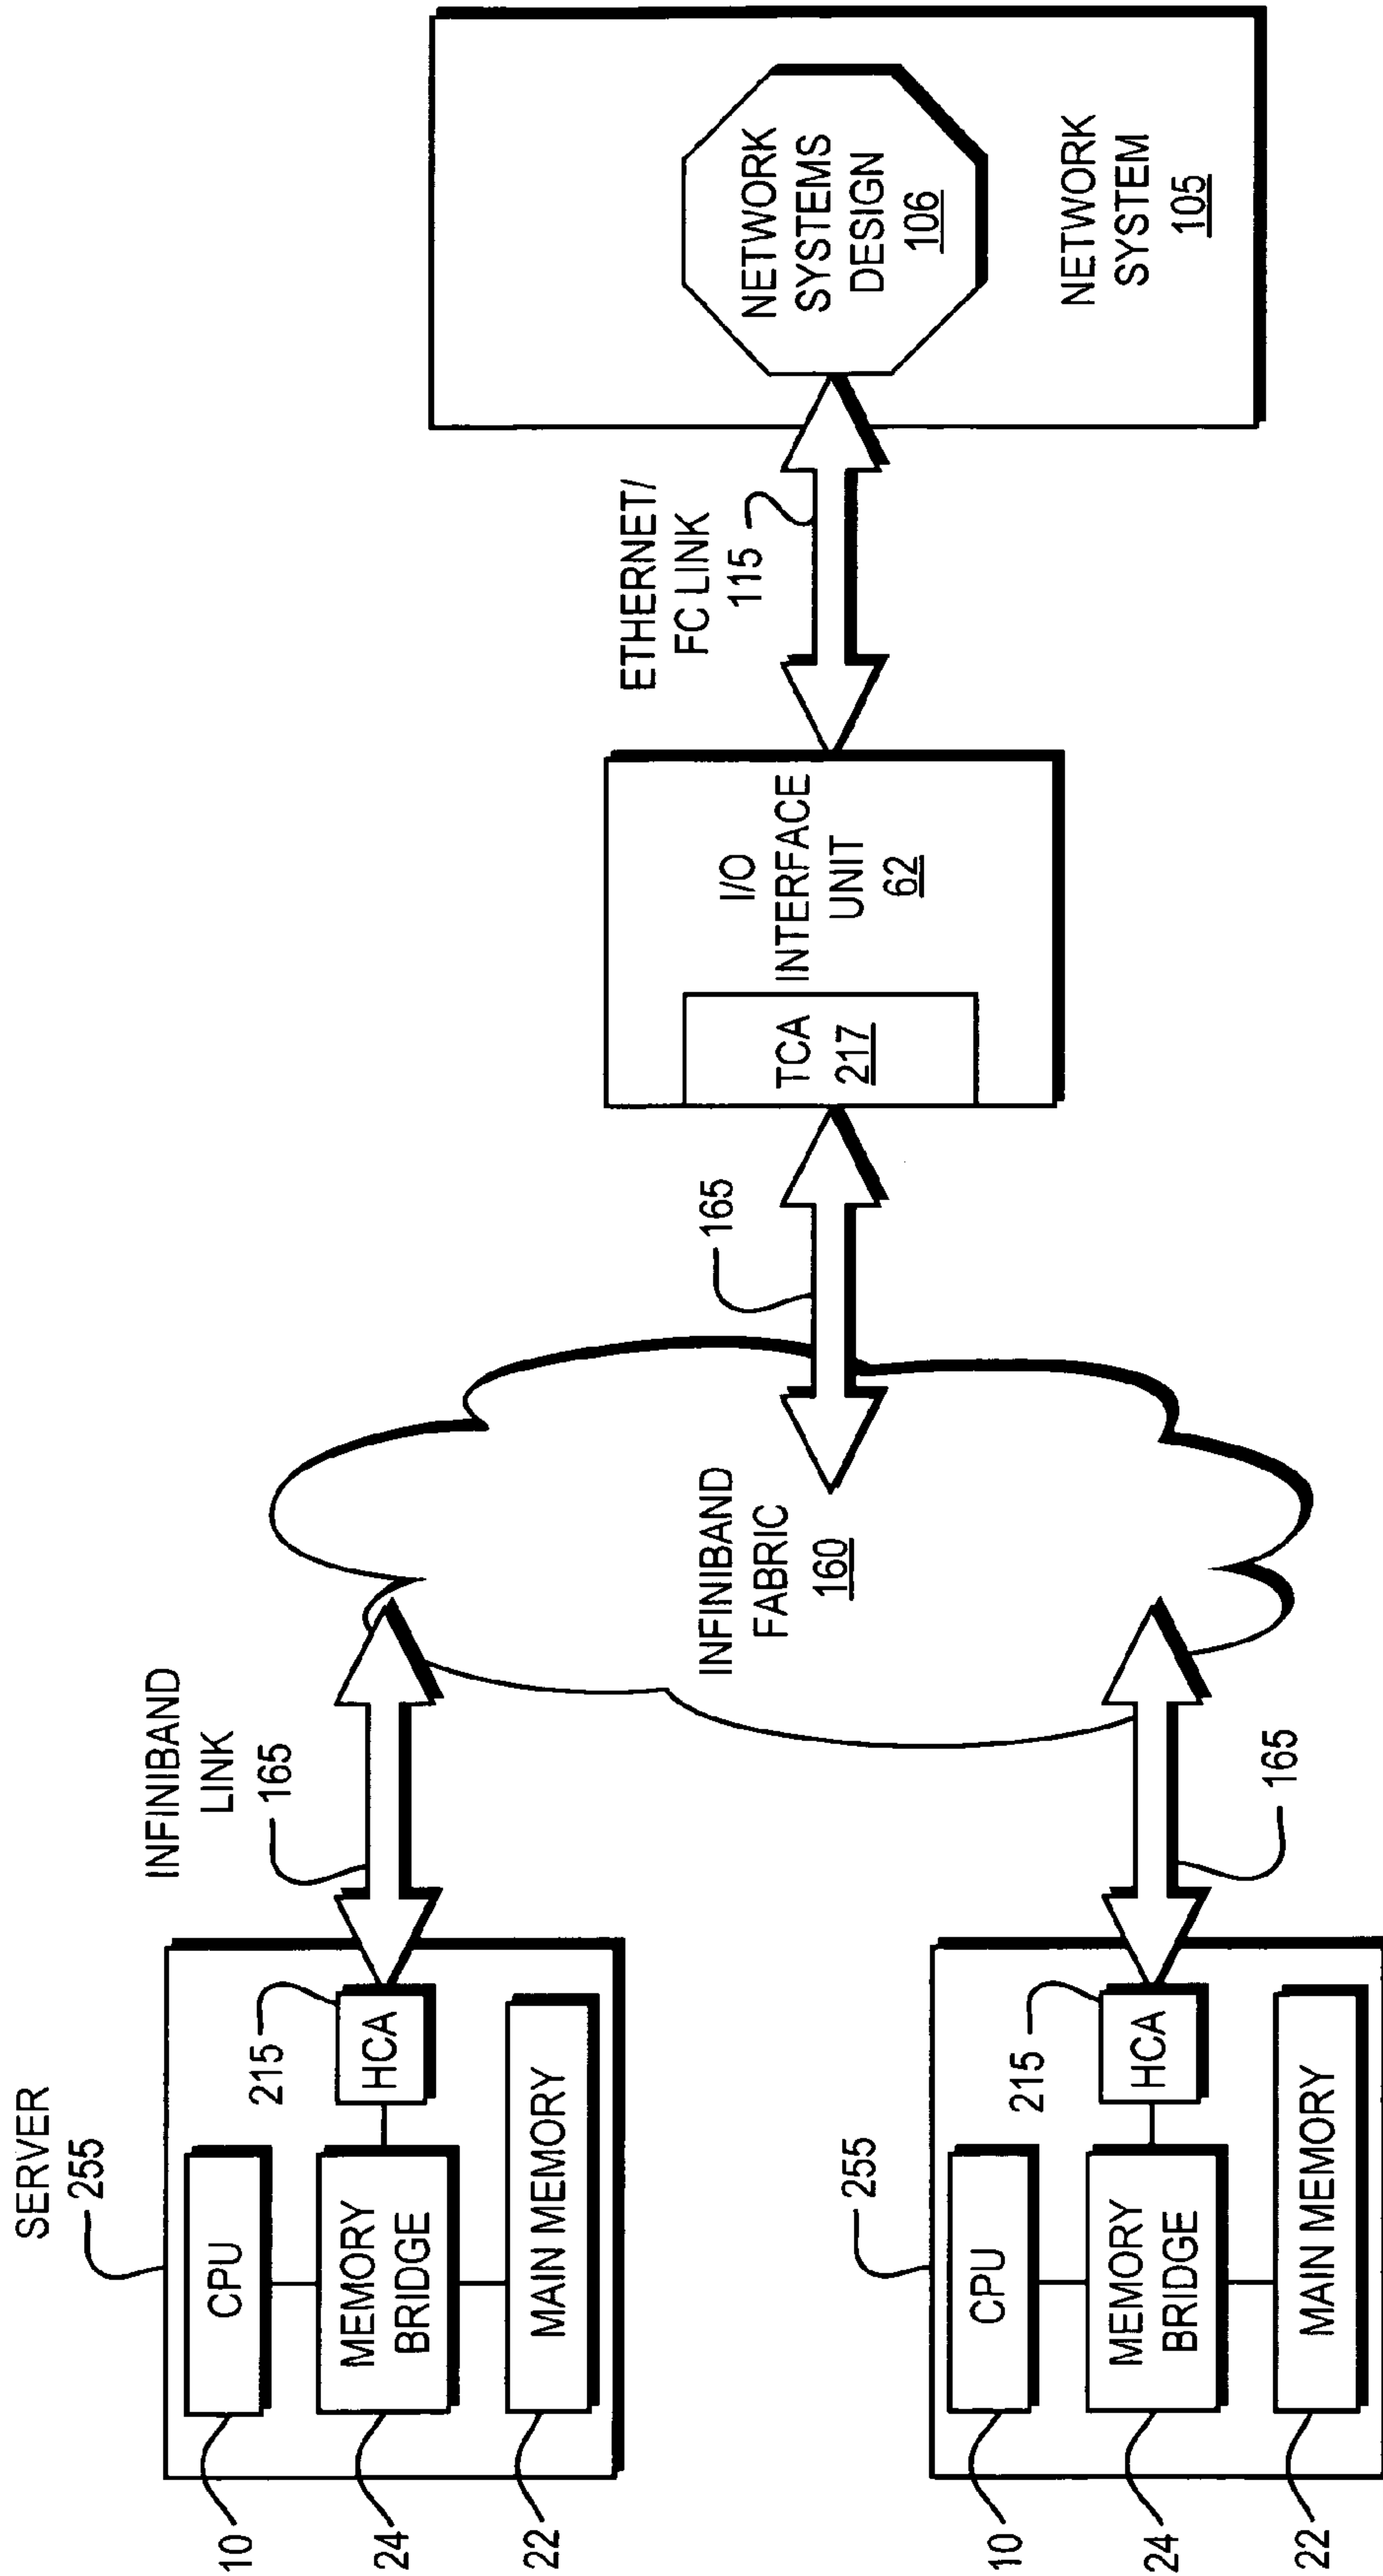 SERVER
255
CPU
10
MEMORY
BRIDGE
24
MAIN MEMORY
22
215
HCA
INFINIBAND
LINK
165
255
CPU
10
MEMORY
BRIDGE
24
MAIN MEMORY
22
215
HCA
165
INFINIBAND
FABRIC
160
165
TCA
217
I/O
INTERFACE
UNIT
62
ETHERNET/
FC LINK
115
NETWORK
SYSTEMS
DESIGN
106
NETWORK
SYSTEM
105